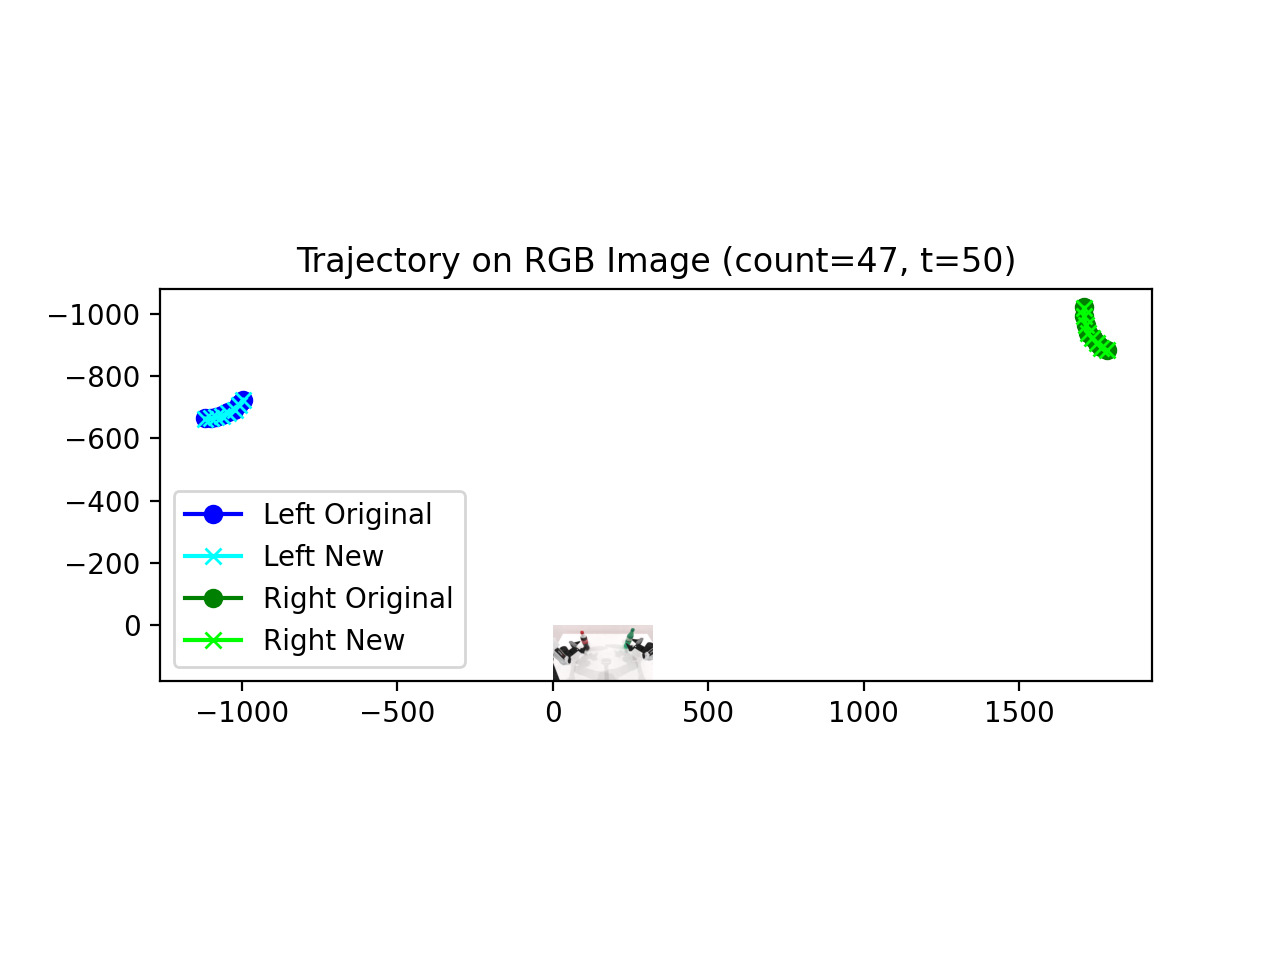 Trajectory on RGB Image (count=47, t=50)
−1000
−800
−600
−400
−200
0
Left Original
Left New
Right Original
Right New
−1000
−500
0
500
1000
1500